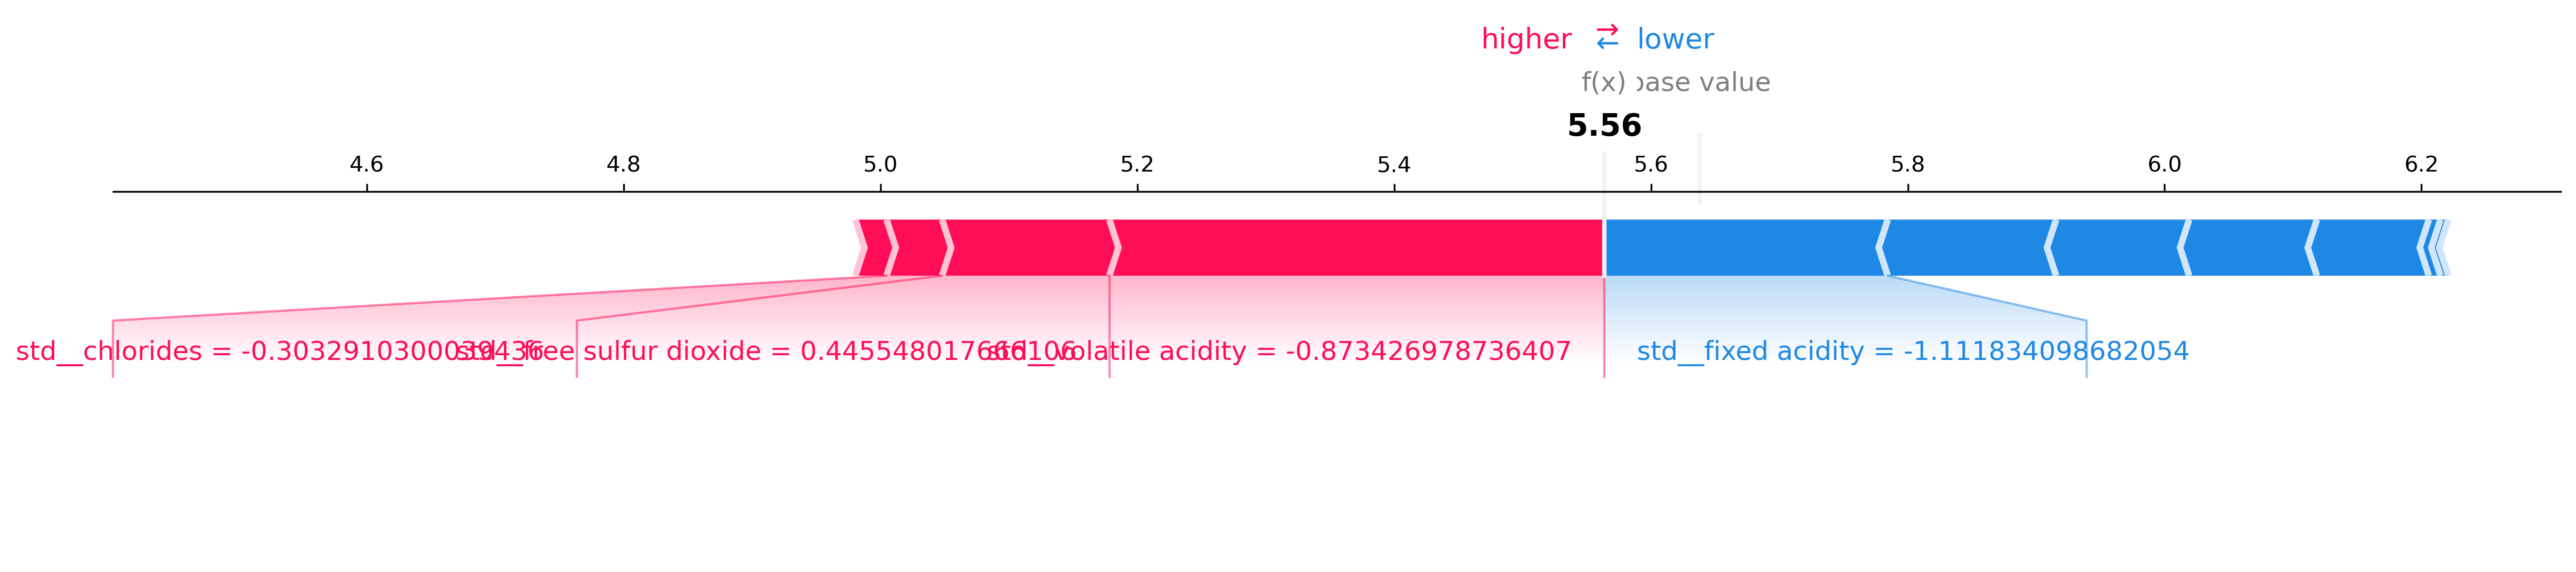 higher ⇄ lower
f(x) base value
5.56
4.6 4.8 5.0 5.2 5.4 5.6 5.8 6.0 6.2
std__chlorides = -0.3032910300039436
std__free sulfur dioxide = 0.445548017666106
std__volatile acidity = -0.873426978736407
std__fixed acidity = -1.111834098682054